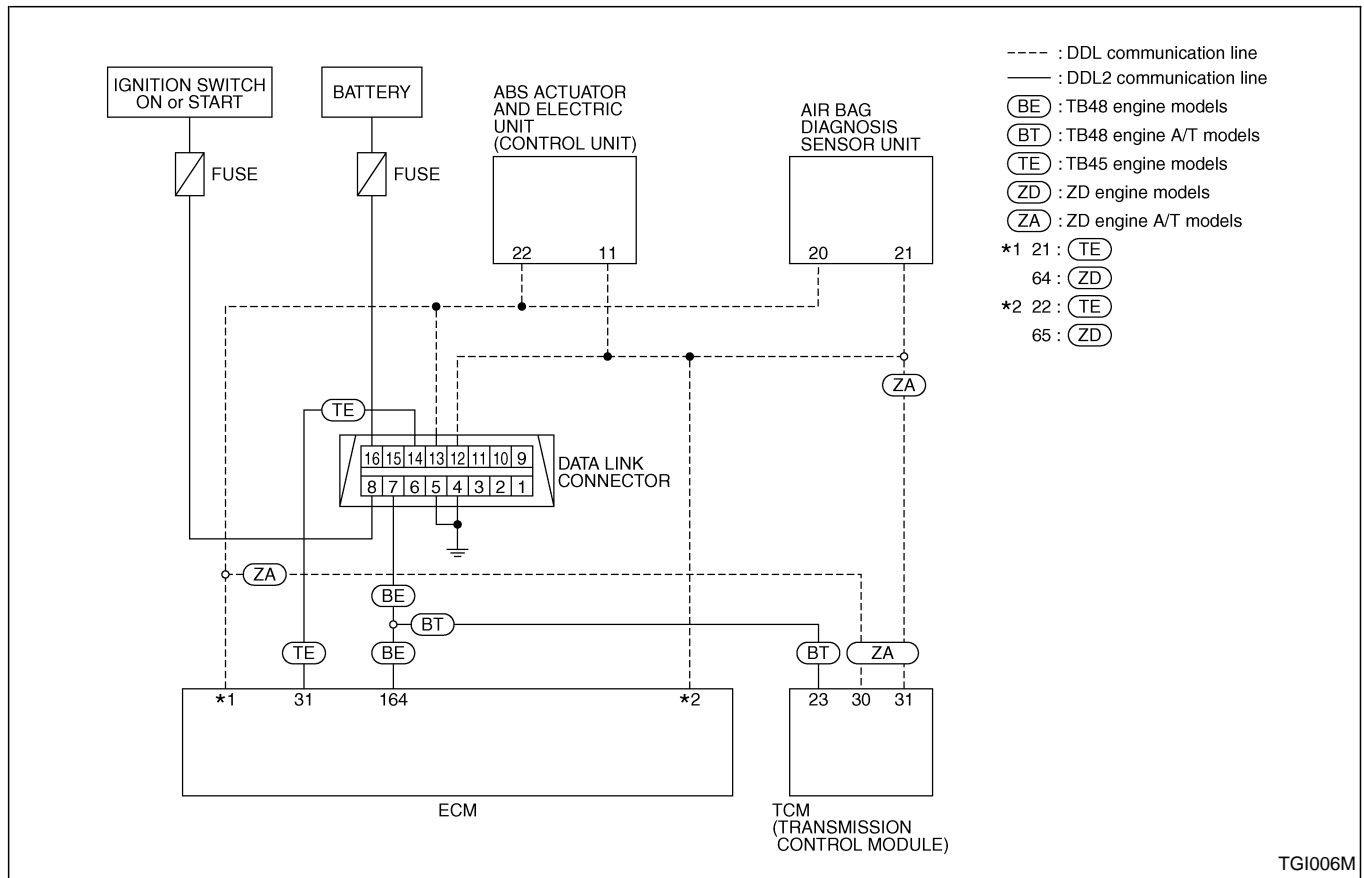 IGNITION SWITCH
ON or START
BATTERY
FUSE
FUSE
ABS ACTUATOR
AND ELECTRIC
UNIT
(CONTROL UNIT)
22 11
AIR BAG
DIAGNOSIS
SENSOR UNIT
20 21
: DDL communication line
: DDL2 communication line
BE : TB48 engine models
BT : TB48 engine A/T models
TE : TB45 engine models
ZD : ZD engine models
ZA : ZD engine A/T models
*1 21 : TE
64 : ZD
*2 22 : TE
65 : ZD
ZA
TE
16 15 14 13 12 11 10 9
8 7 6 5 4 3 2 1
DATA LINK
CONNECTOR
ZA
BE
BT
TE
BE
BT
ZA
*1 31 164 *2
23 30 31
ECM
TCM
(TRANSMISSION
CONTROL MODULE)
TGI006M